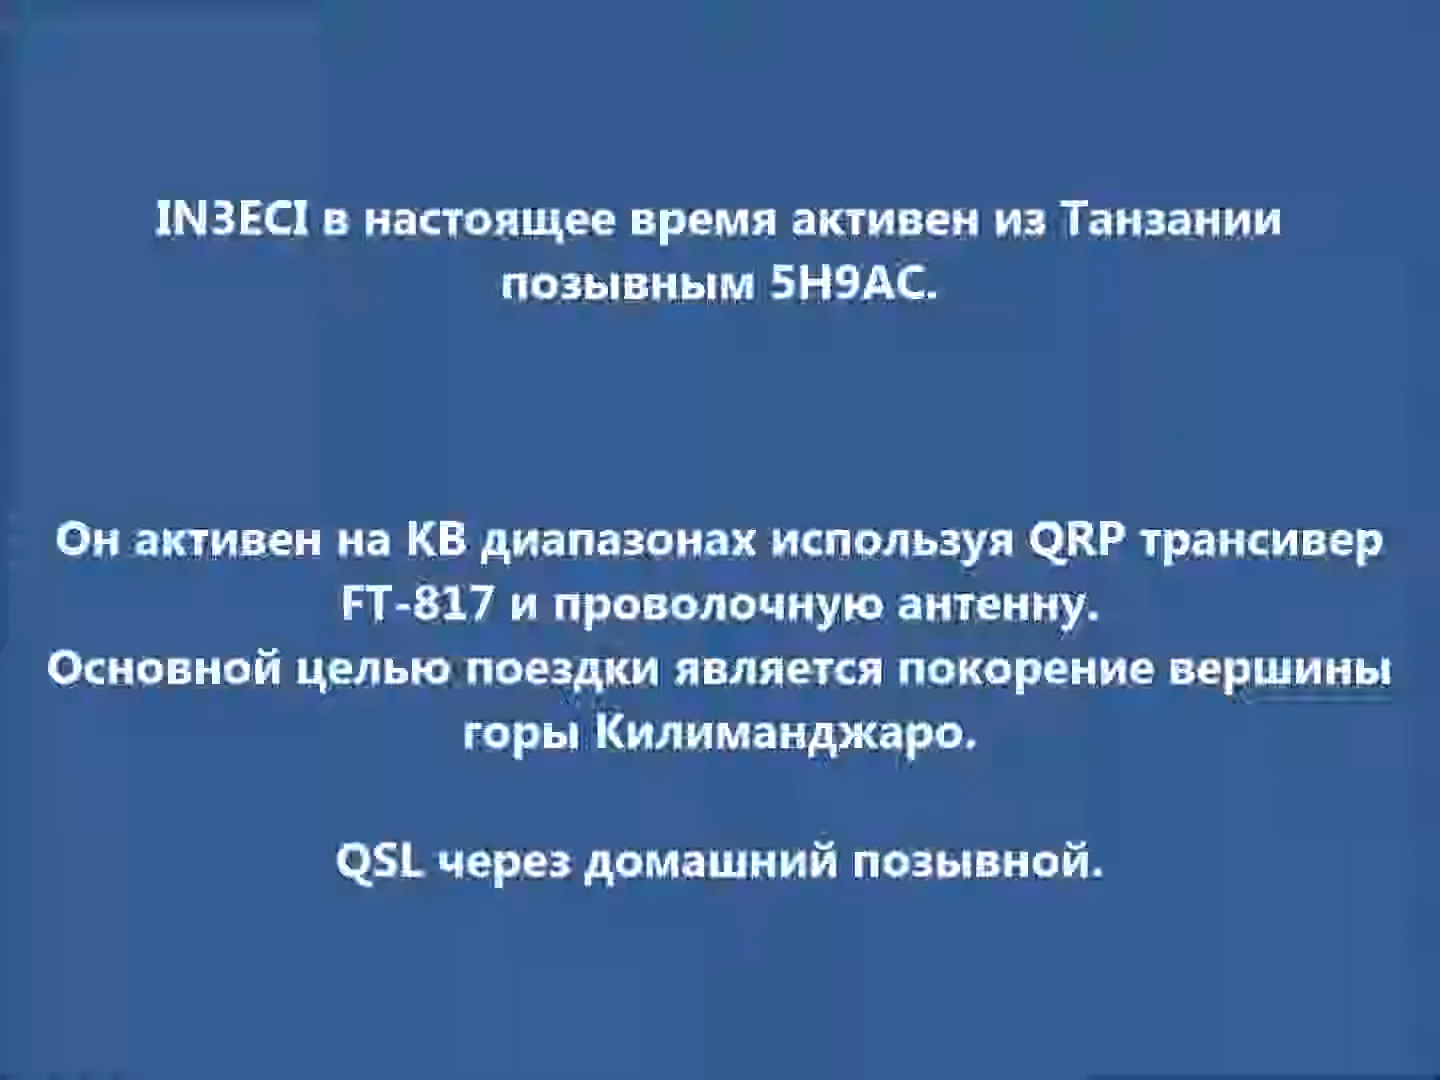 IN3ECI в настоящее время активен из Танзании
позывным 5H9AC.
Он активен на КВ диапазонах используя QRP трансивер
FT-817 и проволочную антенну.
Основной целью поездки является покорение вершины
горы Килиманджаро.
QSL через домашний позывной.